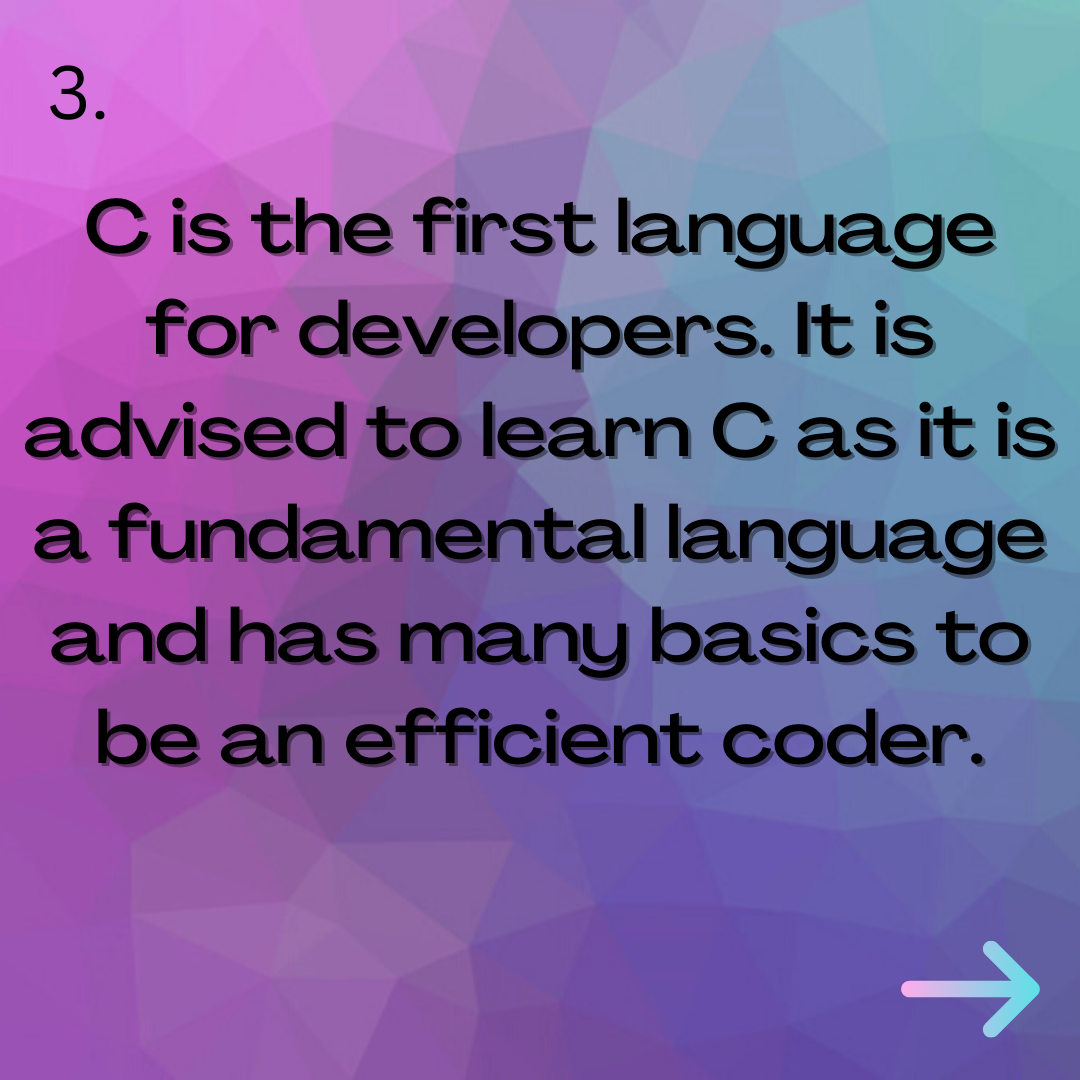 3.
C is the first language
for developers. It is
advised to learn C as it is
a fundamental language
and has many basics to
be an efficient coder.